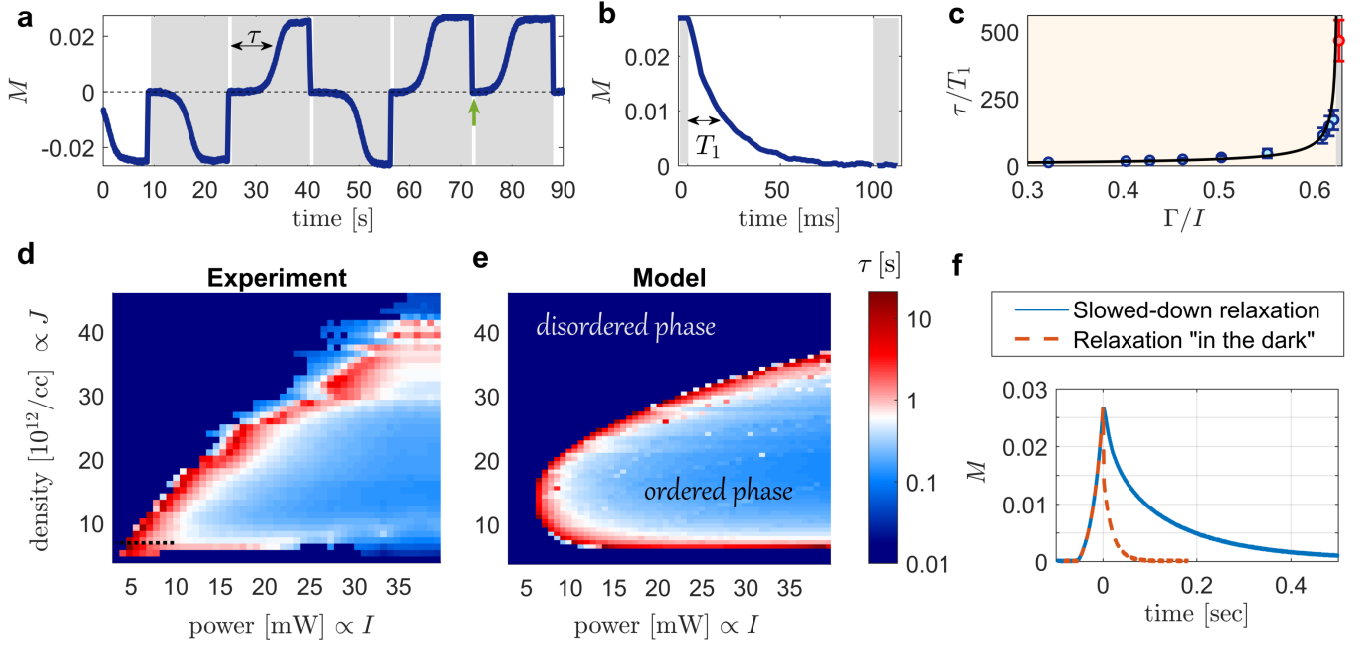 a
0.02
0
-0.02
M
τ
0 10 20 30 40 50 60 70 80 90
time [s]
b
0.02
0.01
0
M
T₁
0 50 100
time [ms]
c
500
250
0
τ/T₁
0.3 0.4 0.5 0.6
Γ/I
d
Experiment
40
30
20
10
density [10¹²/cc] ∝ J
5 10 15 20 25 30 35
power [mW] ∝ I
e
Model
disordered phase
ordered phase
40
30
20
10
5 10 15 20 25 30 35
power [mW] ∝ I
τ [s]
10
1
0.1
0.01
f
Slowed-down relaxation
Relaxation "in the dark"
0.03
0.02
0.01
0
M
0 0.2 0.4
time [sec]